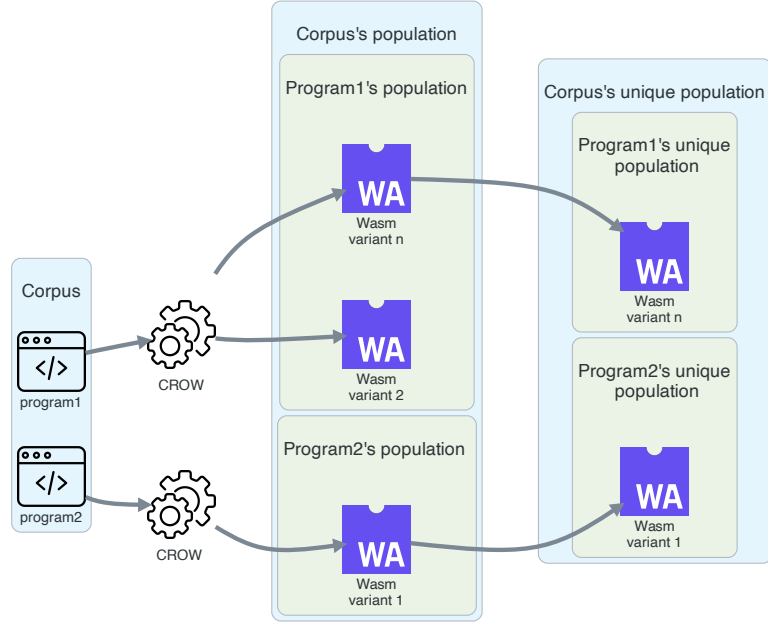 Corpus's population
Program1's population
WA
Wasm
variant n
WA
Wasm
variant 2
Program2's population
WA
Wasm
variant 1
Corpus's unique population
Program1's unique
population
WA
Wasm
variant n
Program2's unique
population
WA
Wasm
variant 1
Corpus
</>
program1
</>
program2
CROW
CROW